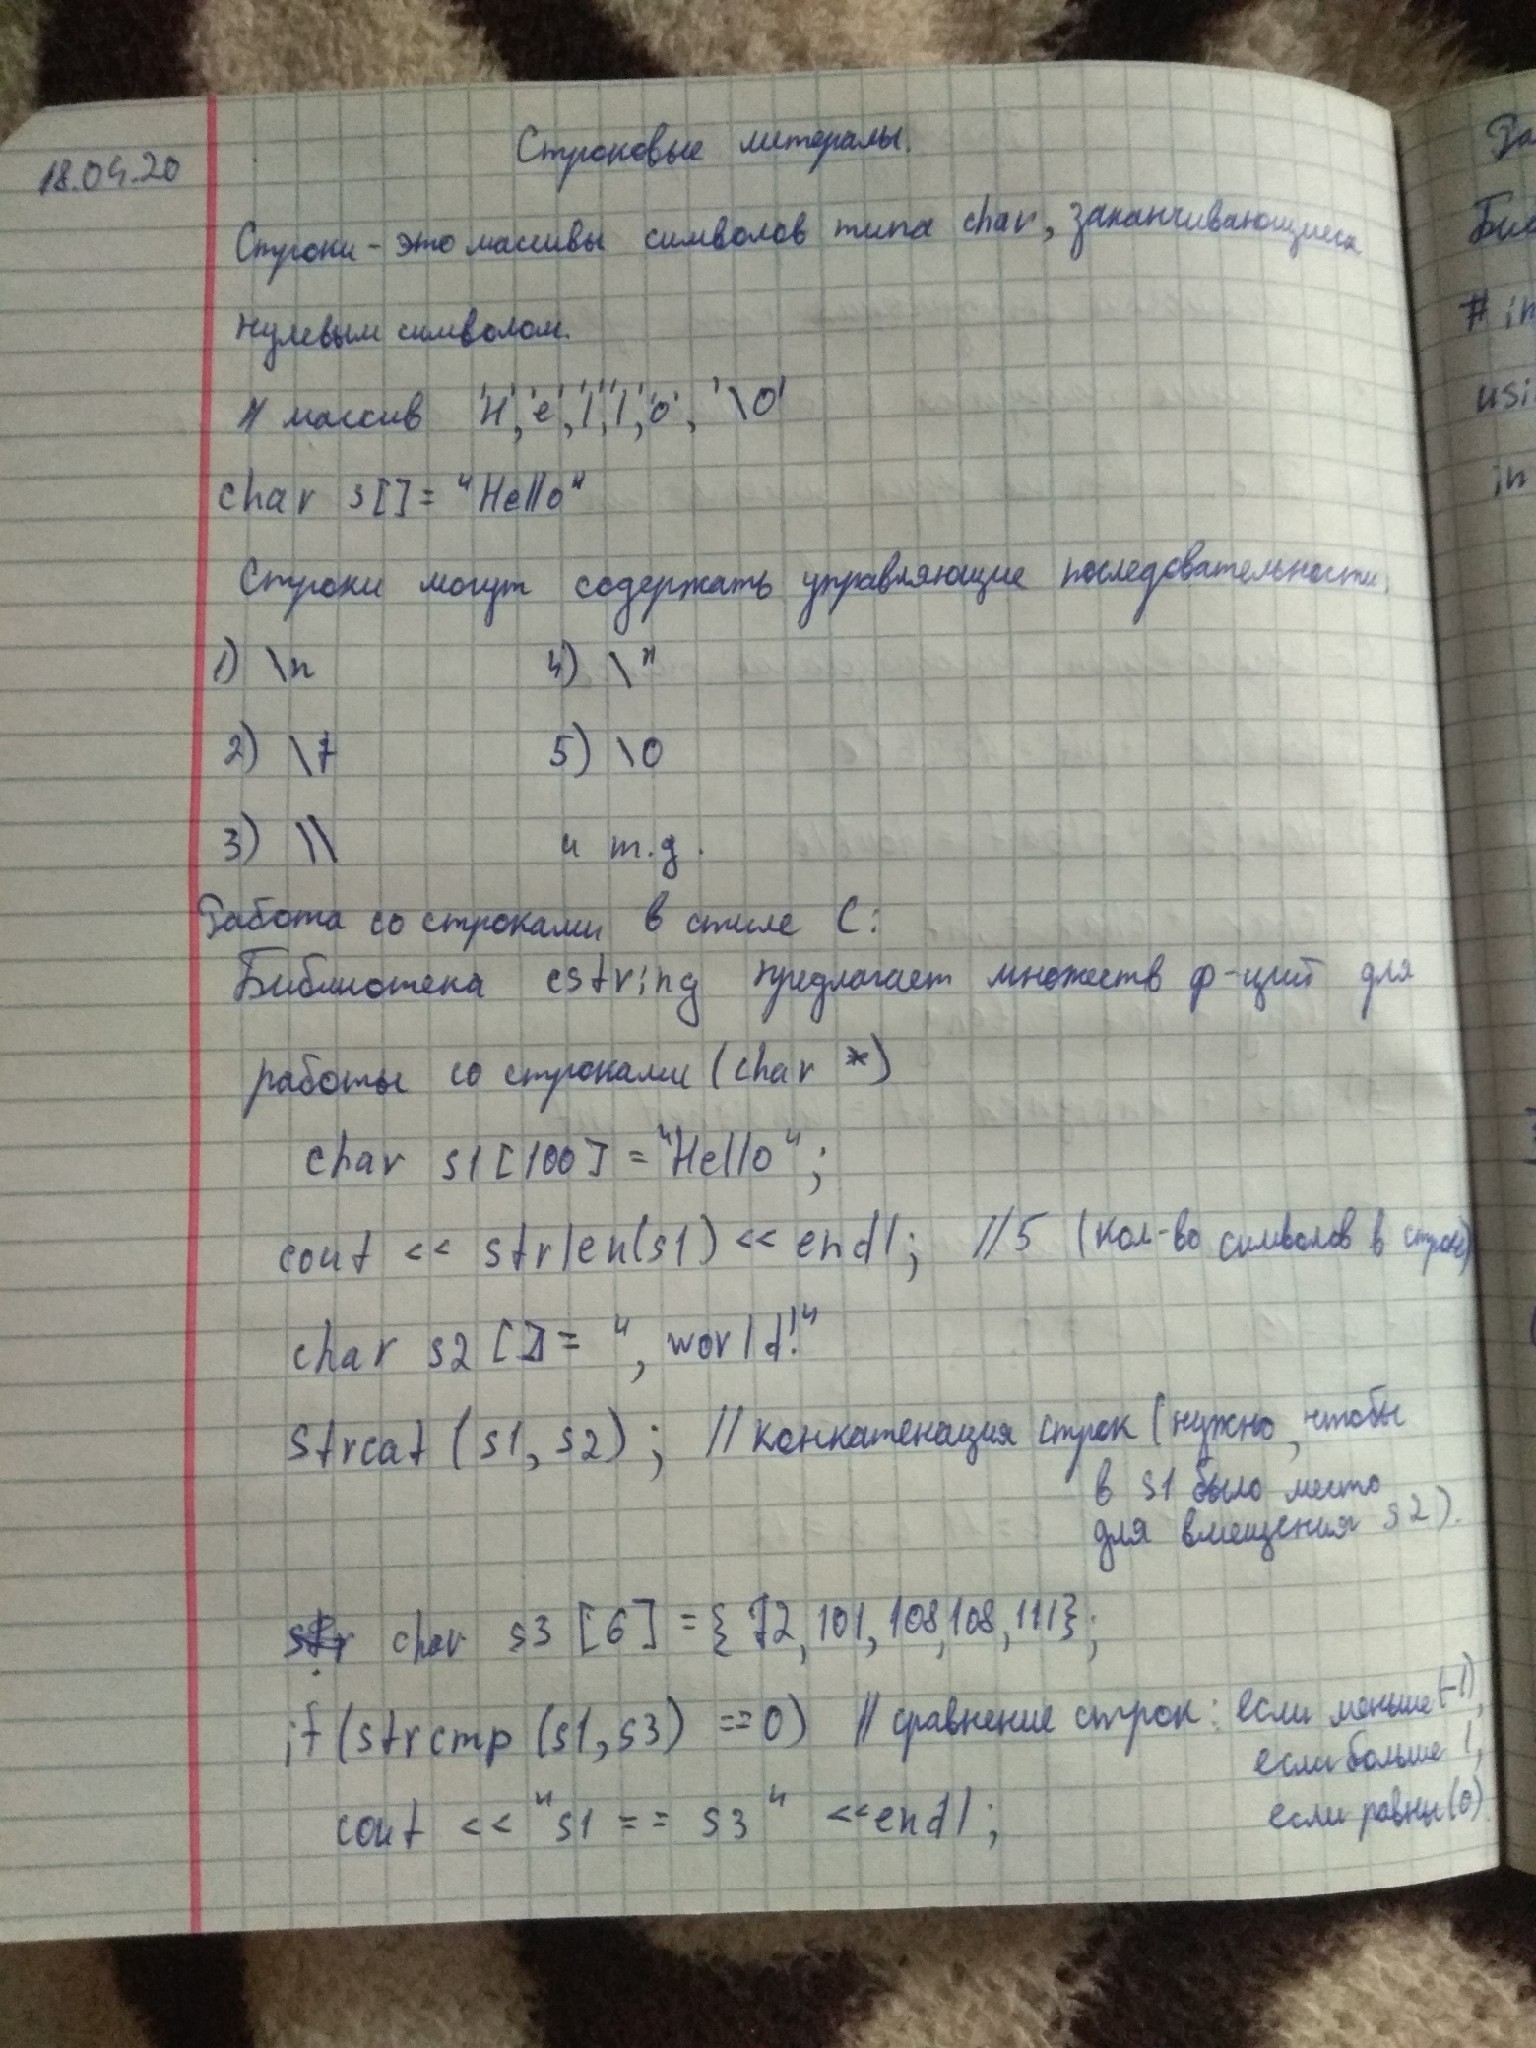 18.04.20
Строковые литералы.
Строки - это массивы символов типа char, заканчивающиеся
нулевым символом.
// массив 'H','e','l','l','o', '\0'
char s[] = "Hello"
Строки могут содержать управляющие последовательности.
1) \n 4) \"
2) \t 5) \0
3) \\ и т.д.
Работа со строками в стиле C:
Библиотека cstring предлагает множеств ф-ций для
работы со строками (char *)
char s1[100] = "Hello";
cout << strlen(s1) << endl; //5 (кол-во символов в строке)
char s2[] = ", world!"
strcat (s1, s2); // конкатенация строк (нужно, чтобы
в s1 было место
для вмещения s2).
char s3 [6] = { 72, 101, 108, 108, 111};
if (strcmp (s1, s3) == 0) // сравнение строк: если меньше (-1),
если больше 1,
cout << "s1 == s3" << endl; если равны (0)
Би
# in
usi
in